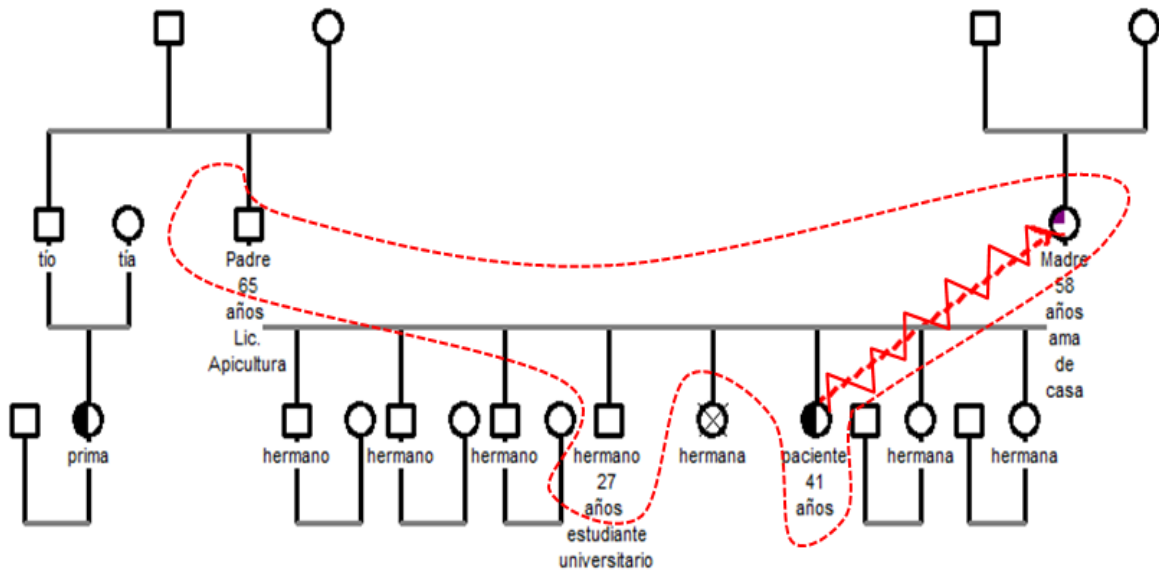 tío
tía
Padre
65
años
Lic.
Apicultura
Madre
58
años
ama
de
casa
prima
hermano
hermano
hermano
hermano
27
años
estudiante
universitario
hermana
paciente
41
años
hermana
hermana